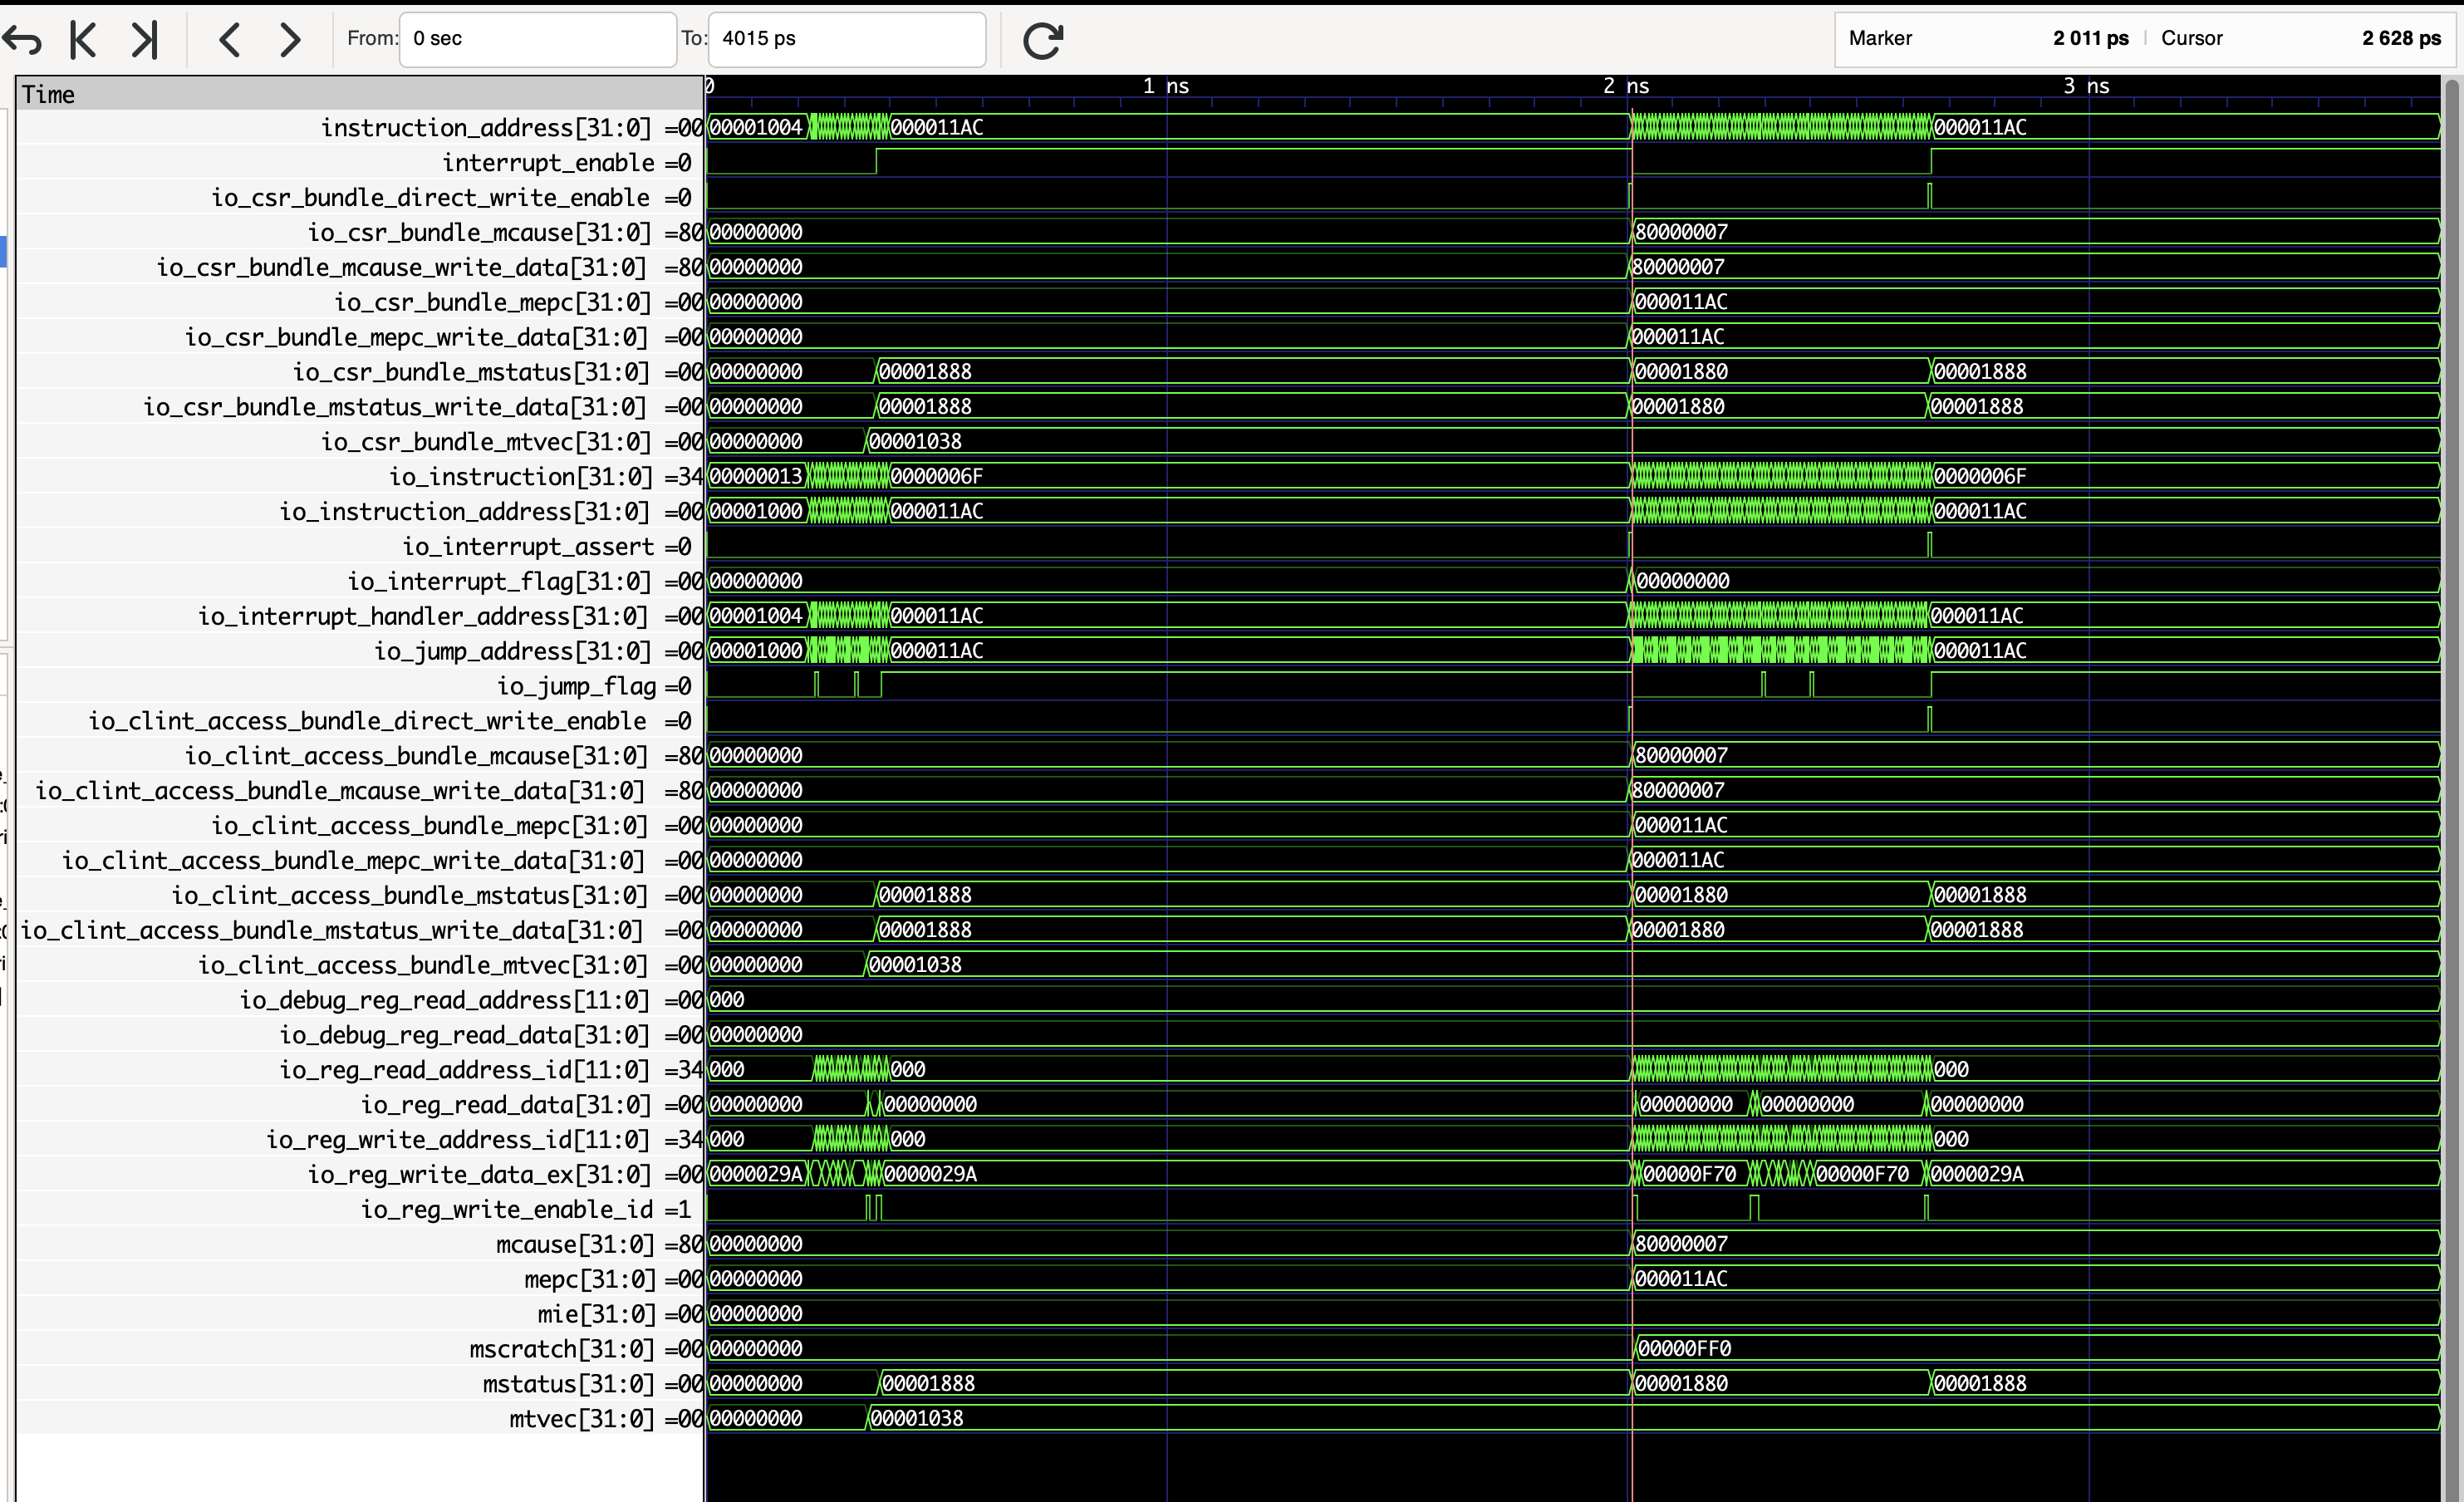 From: 0 sec To: 4015 ps Marker 2 011 ps | Cursor 2 628 ps
Time 0 1 ns 2 ns 3 ns
instruction_address[31:0] =00 00001004 000011AC 000011AC
interrupt_enable =0
io_csr_bundle_direct_write_enable =0
io_csr_bundle_mcause[31:0] =80 00000000 80000007
io_csr_bundle_mcause_write_data[31:0] =80 00000000 80000007
io_csr_bundle_mepc[31:0] =00 00000000 000011AC
io_csr_bundle_mepc_write_data[31:0] =00 00000000 000011AC
io_csr_bundle_mstatus[31:0] =00 00000000 00001888 00001880 00001888
io_csr_bundle_mstatus_write_data[31:0] =00 00000000 00001888 00001880 00001888
io_csr_bundle_mtvec[31:0] =00 00000000 00001038
io_instruction[31:0] =34 00000013 0000006F 0000006F
io_instruction_address[31:0] =00 00001000 000011AC 000011AC
io_interrupt_assert =0
io_interrupt_flag[31:0] =00 00000000 00000000
io_interrupt_handler_address[31:0] =00 00001004 000011AC 000011AC
io_jump_address[31:0] =00 00001000 000011AC 000011AC
io_jump_flag =0
io_clint_access_bundle_direct_write_enable =0
io_clint_access_bundle_mcause[31:0] =80 00000000 80000007
io_clint_access_bundle_mcause_write_data[31:0] =80 00000000 80000007
io_clint_access_bundle_mepc[31:0] =00 00000000 000011AC
io_clint_access_bundle_mepc_write_data[31:0] =00 00000000 000011AC
io_clint_access_bundle_mstatus[31:0] =00 00000000 00001888 00001880 00001888
io_clint_access_bundle_mstatus_write_data[31:0] =00 00000000 00001888 00001880 00001888
io_clint_access_bundle_mtvec[31:0] =00 00000000 00001038
io_debug_reg_read_address[11:0] =00 000
io_debug_reg_read_data[31:0] =00 00000000
io_reg_read_address_id[11:0] =34 000 000 000
io_reg_read_data[31:0] =00 00000000 00000000 00000000 00000000 00000000
io_reg_write_address_id[11:0] =34 000 000 000
io_reg_write_data_ex[31:0] =00 0000029A 0000029A 00000F70 00000F70 0000029A
io_reg_write_enable_id =1
mcause[31:0] =80 00000000 80000007
mepc[31:0] =00 00000000 000011AC
mie[31:0] =00 00000000
mscratch[31:0] =00 00000000 00000FF0
mstatus[31:0] =00 00000000 00001888 00001880 00001888
mtvec[31:0] =00 00000000 00001038